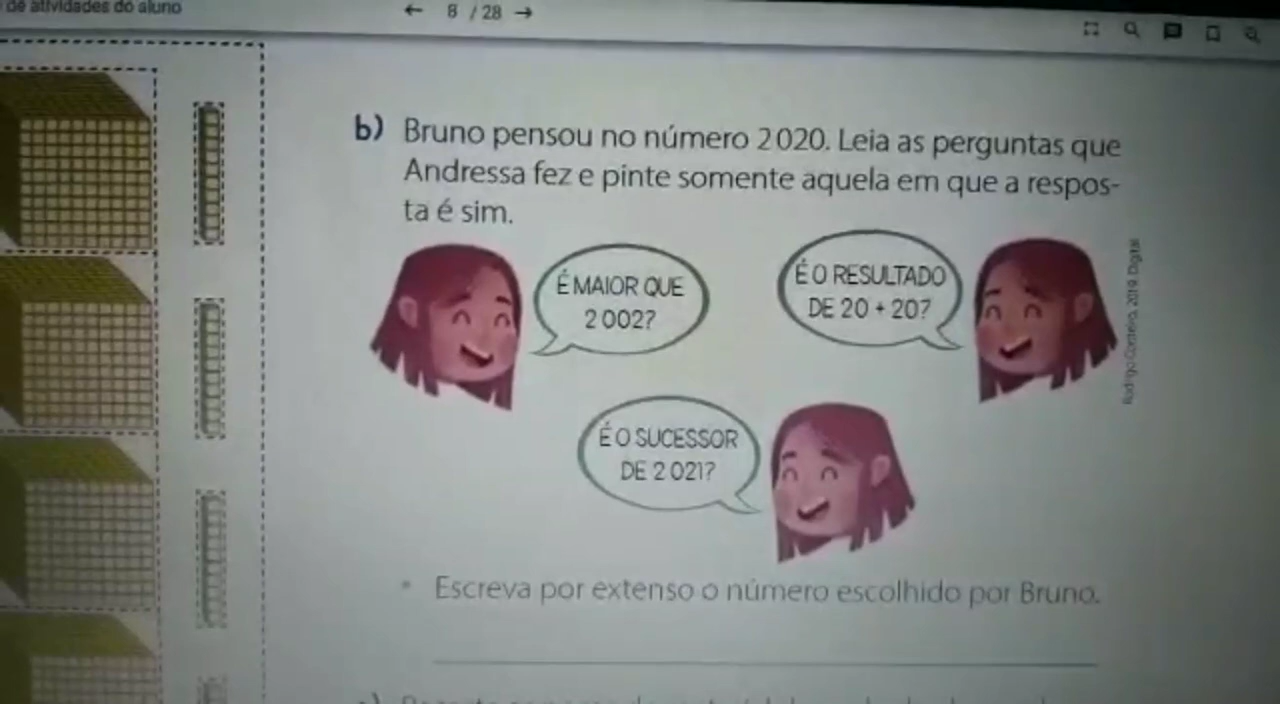 de atividades do aluno
← 8 / 28 →
b) Bruno pensou no número 2 020. Leia as perguntas que
Andressa fez e pinte somente aquela em que a respos-
ta é sim.
É MAIOR QUE
2 002?
É O RESULTADO
DE 20 + 20?
É O SUCESSOR
DE 2 021?
Rodrigo Cordeiro. 2019. Digital.
• Escreva por extenso o número escolhido por Bruno.